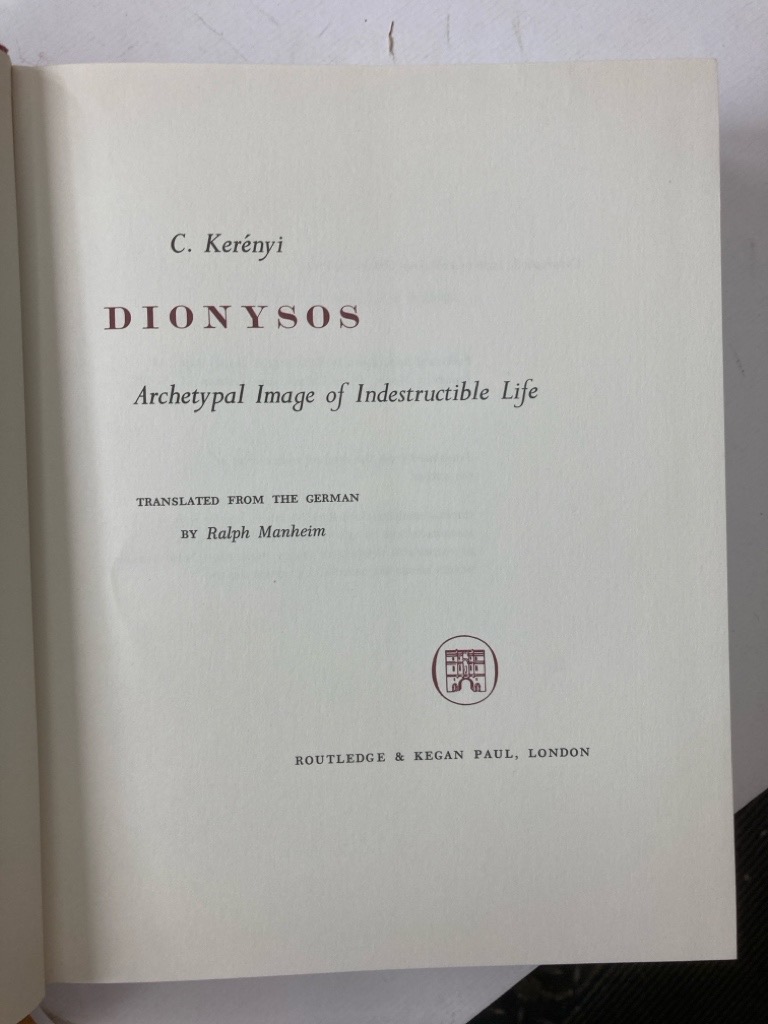 C. Kerényi
DIONYSOS
Archetypal Image of Indestructible Life
TRANSLATED FROM THE GERMAN
BY Ralph Manheim
ROUTLEDGE & KEGAN PAUL, LONDON